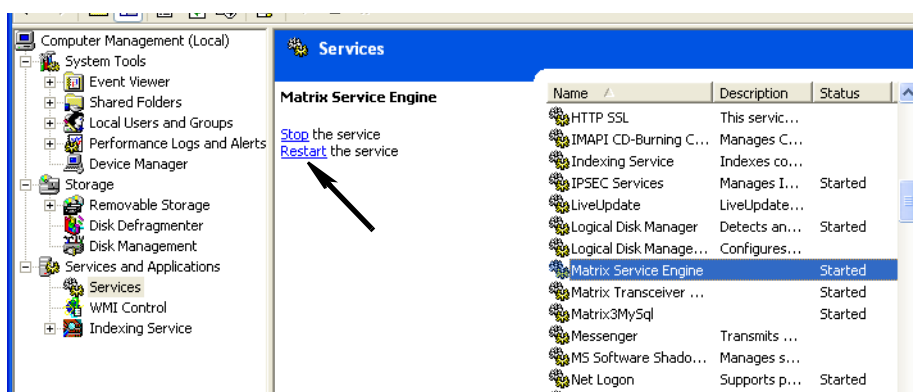 Computer Management (Local)
System Tools
Event Viewer
Shared Folders
Local Users and Groups
Performance Logs and Alerts
Device Manager
Storage
Removable Storage
Disk Defragmenter
Disk Management
Services and Applications
Services
WMI Control
Indexing Service
Services
Matrix Service Engine
Stop the service
Restart the service
Name Description Status
HTTP SSL This servic...
IMAPI CD-Burning C... Manages C...
Indexing Service Indexes co...
IPSEC Services Manages I... Started
LiveUpdate LiveUpdate...
Logical Disk Manager Detects an... Started
Logical Disk Manage... Configures...
Matrix Service Engine Started
Matrix Transceiver ... Started
Matrix3MySql Started
Messenger Transmits ...
MS Software Shado... Manages s...
Net Logon Supports p... Started